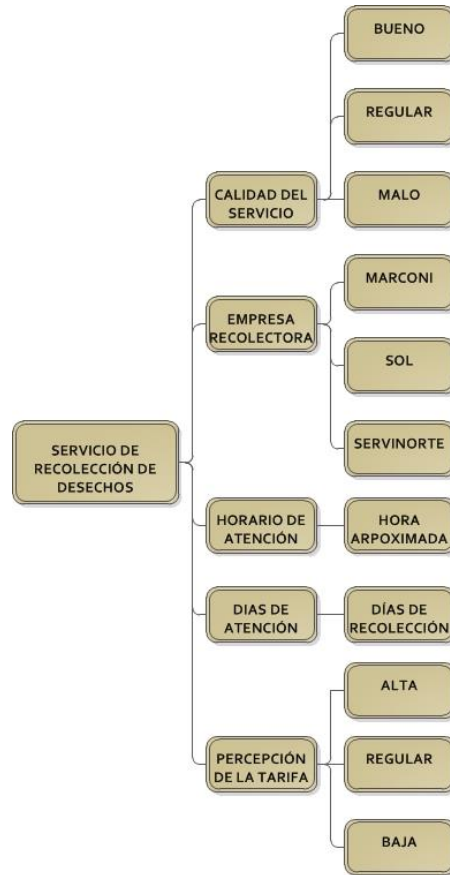 SERVICIO DE
RECOLECCIÓN DE
DESECHOS
CALIDAD DEL
SERVICIO
BUENO
REGULAR
MALO
EMPRESA
RECOLECTORA
MARCONI
SOL
SERVINORTE
HORARIO DE
ATENCIÓN
HORA
ARPOXIMADA
DIAS DE
ATENCIÓN
DÍAS DE
RECOLECCIÓN
PERCEPCIÓN
DE LA TARIFA
ALTA
REGULAR
BAJA